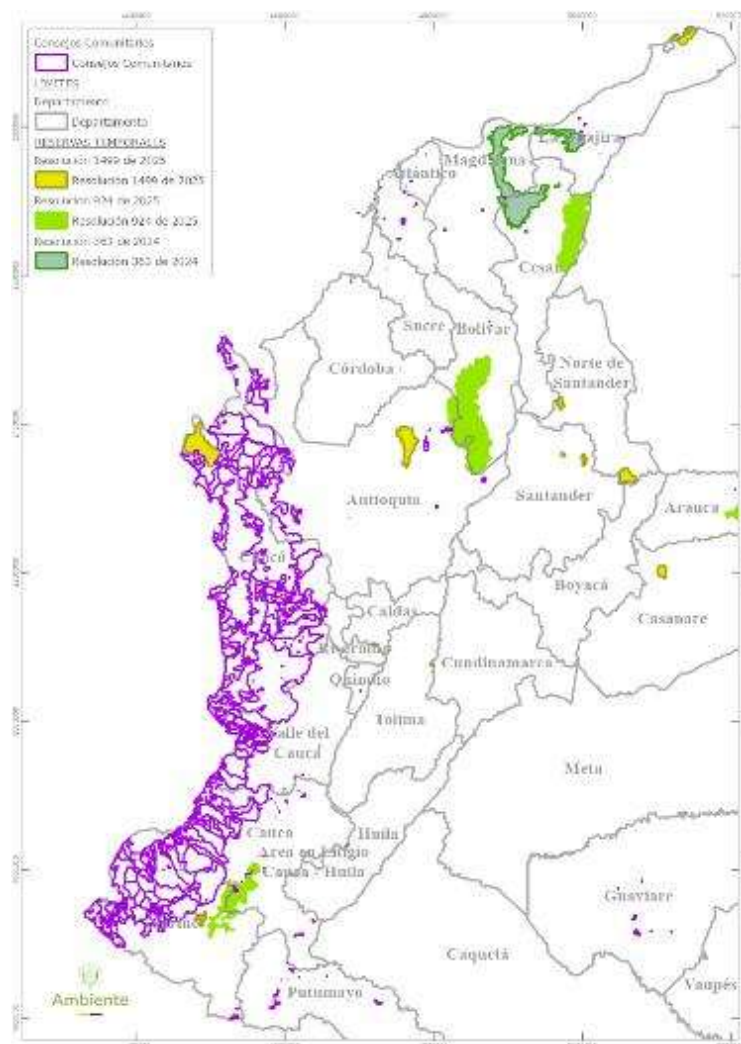 Consejos Comunitarios
Consejos Comunitarios
LIMITES
Departamento
Departamento
RESERVAS TEMPORALES
Resolución 1499 de 2025
Resolución 1499 de 2025
Resolución 924 de 2025
Resolución 924 de 2025
Resolución 363 de 2024
Resolución 363 de 2024
La Guajira
Magdalena
Atlántico
Cesar
Sucre
Bolívar
Córdoba
Norte de
Santander
Antioquia
Santander
Arauca
Chocó
Boyacá
Caldas
Casanare
Risaralda
Cundinamarca
Quindío
Tolima
Valle del
Cauca
Meta
Cauca
Huila
Area en Litigio
Cauca - Huila
Guaviare
Nariño
Caquetá
Vaupés
Putumayo
Ambiente